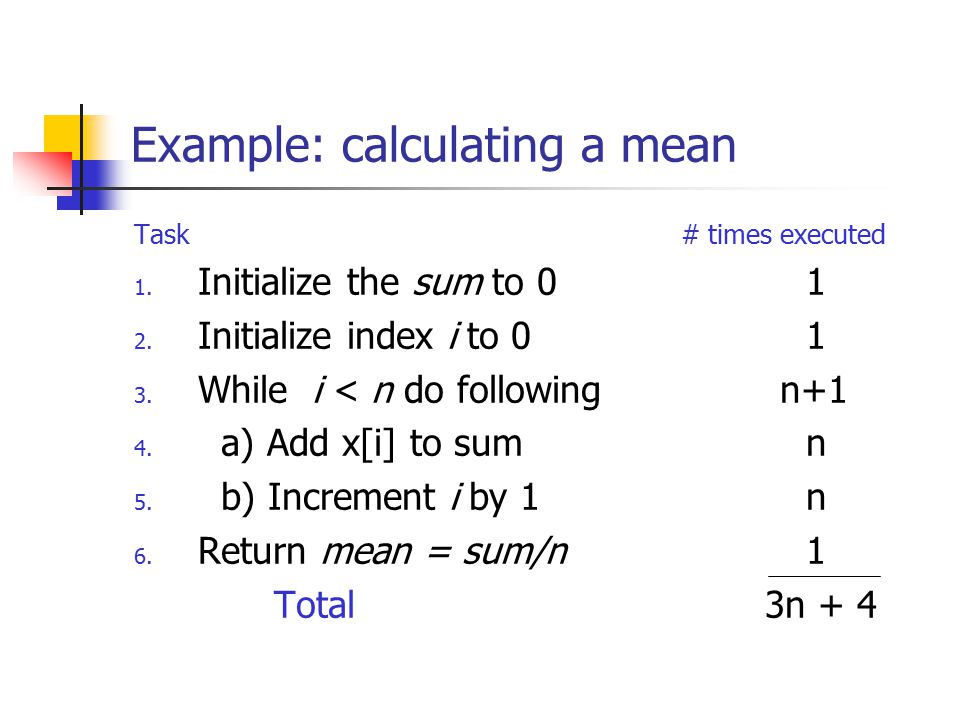 Example: calculating a mean
Task # times executed
1. Initialize the sum to 0 1
2. Initialize index i to 0 1
3. While i < n do following n+1
4. a) Add x[i] to sum n
5. b) Increment i by 1 n
6. Return mean = sum/n 1
Total 3n + 4